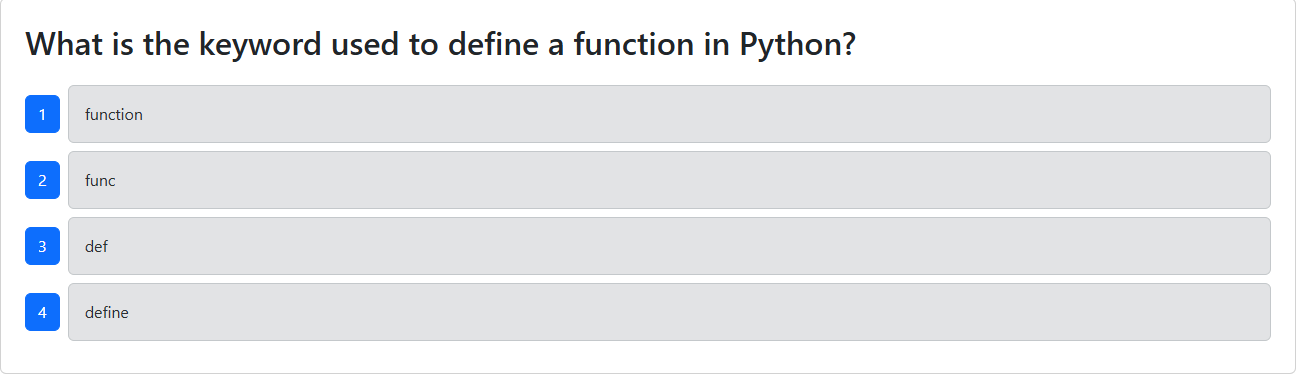 What is the keyword used to define a function in Python?
1 function
2 func
3 def
4 define